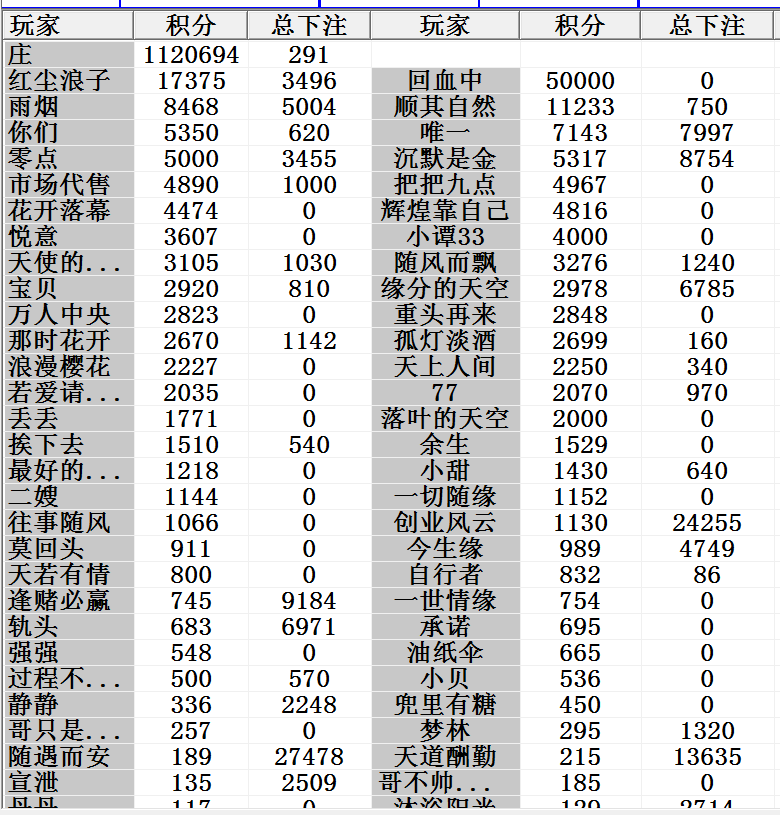 玩家 积分 总下注 玩家 积分 总下注
庄 1120694 291
红尘浪子 17375 3496 回血中 50000 0
雨烟 8468 5004 顺其自然 11233 750
你们 5350 620 唯一 7143 7997
零点 5000 3455 沉默是金 5317 8754
市场代售 4890 1000 把把九点 4967 0
花开落幕 4474 0 辉煌靠自己 4816 0
悦意 3607 0 小谭33 4000 0
天使的... 3105 1030 随风而飘 3276 1240
宝贝 2920 810 缘分的天空 2978 6785
万人中央 2823 0 重头再来 2848 0
那时花开 2670 1142 孤灯淡酒 2699 160
浪漫樱花 2227 0 天上人间 2250 340
若爱请... 2035 0 77 2070 970
丢丢 1771 0 落叶的天空 2000 0
挨下去 1510 540 余生 1529 0
最好的... 1218 0 小甜 1430 640
二嫂 1144 0 一切随缘 1152 0
往事随风 1066 0 创业风云 1130 24255
莫回头 911 0 今生缘 989 4749
天若有情 800 0 自行者 832 86
逢赌必赢 745 9184 一世情缘 754 0
轨头 683 6971 承诺 695 0
强强 548 0 油纸伞 665 0
过程不... 500 570 小贝 536 0
静静 336 2248 兜里有糖 450 0
哥只是... 257 0 梦林 295 1320
随遇而安 189 27478 天道酬勤 215 13635
宣泄 135 2509 哥不帅... 185 0